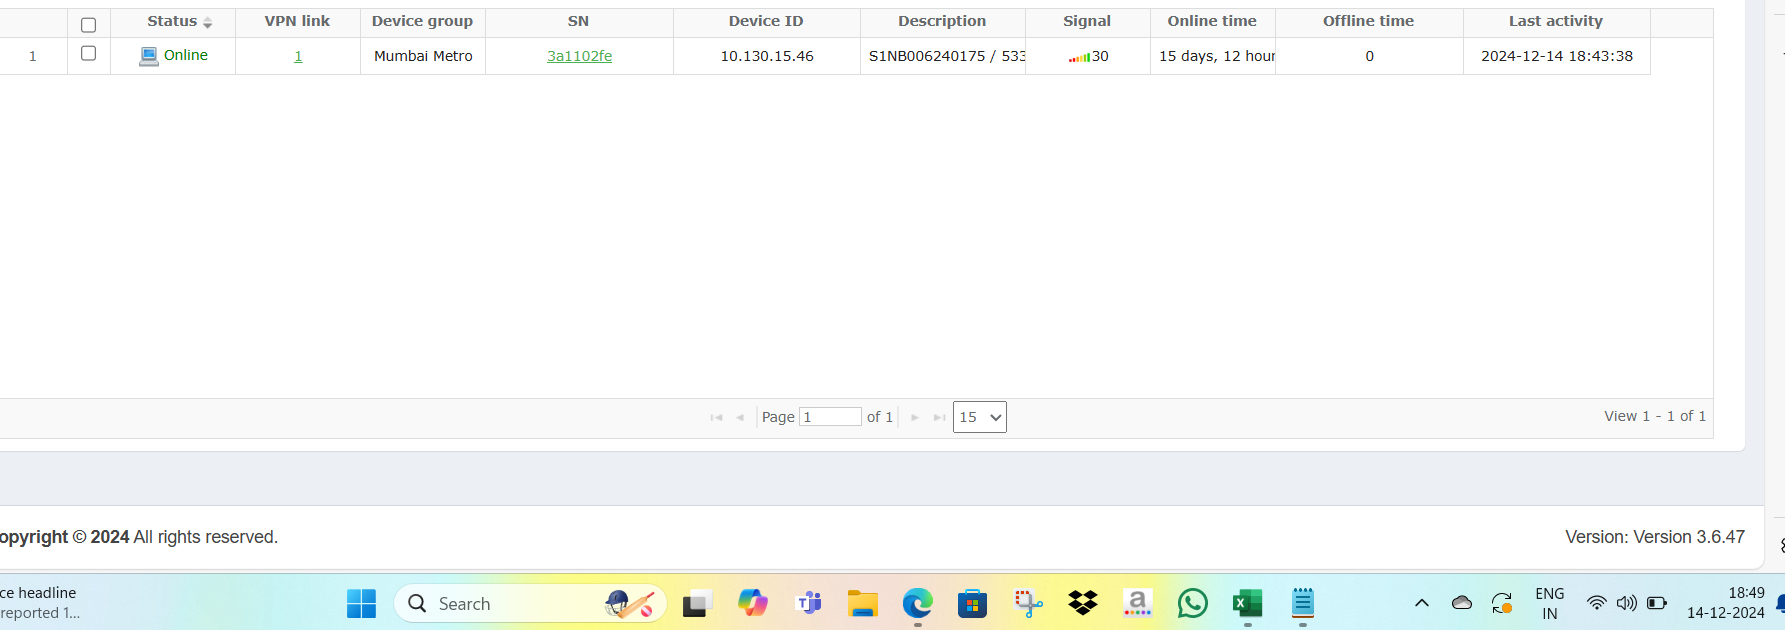 Status VPN link Device group SN Device ID Description Signal Online time Offline time Last activity
1 Online 1 Mumbai Metro 3a1102fe 10.130.15.46 S1NB006240175 / 533 30 15 days, 12 hour 0 2024-12-14 18:43:38
Page 1 of 1 15 View 1 - 1 of 1
opyright © 2024 All rights reserved. Version: Version 3.6.47
ce headline
reported 1...
Search
ENG
IN
18:49
14-12-2024